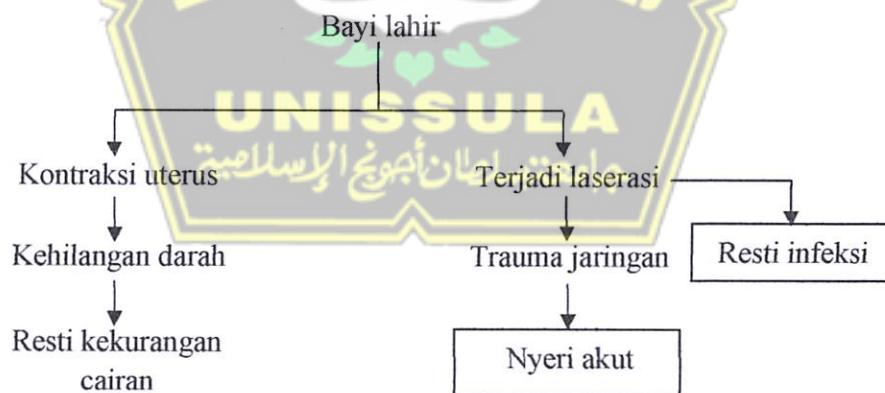 Bayi lahir
UNISSULA
جامعة سلطان أجونج الإسلامية
Kontraksi uterus
Terjadi laserasi
Kehilangan darah
Trauma jaringan
Resti infeksi
Resti kekurangan
cairan
Nyeri akut